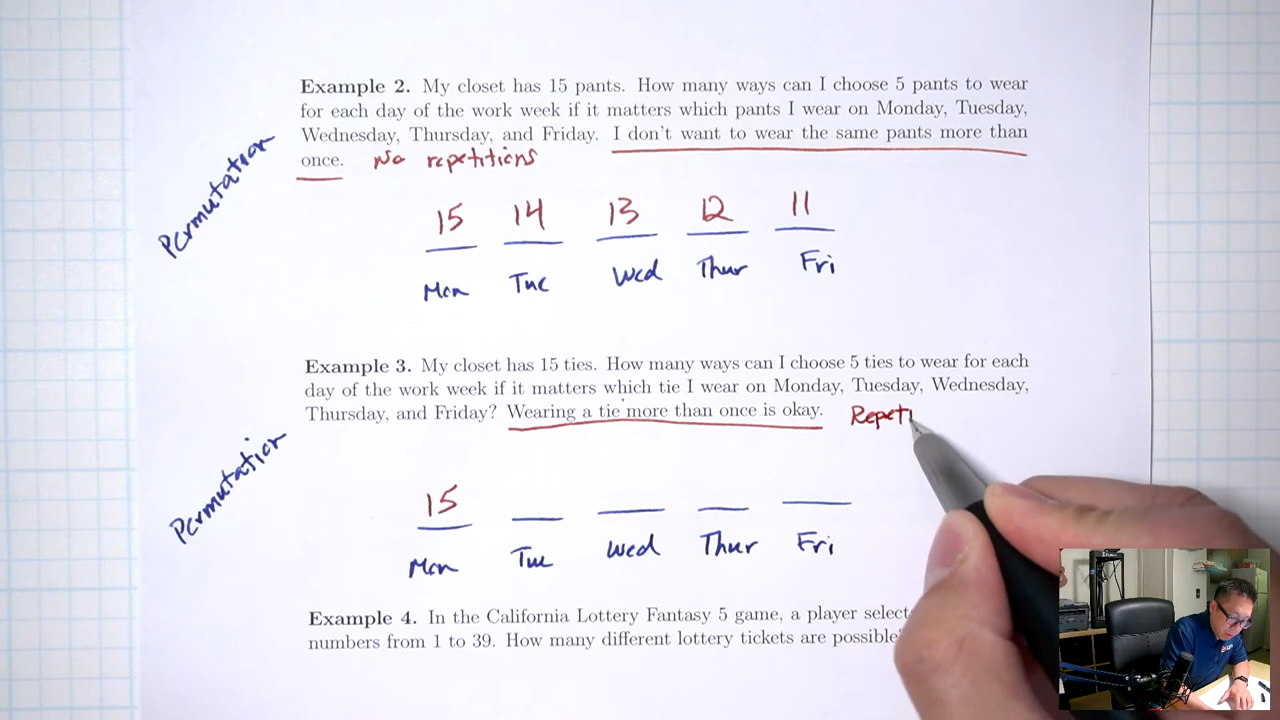 Example 2. My closet has 15 pants. How many ways can I choose 5 pants to wear
for each day of the work week if it matters which pants I wear on Monday, Tuesday,
Wednesday, Thursday, and Friday. I don't want to wear the same pants more than
once. No repetitions
Permutation
15 14 13 12 11
Mon Tue Wed Thur Fri
Example 3. My closet has 15 ties. How many ways can I choose 5 ties to wear for each
day of the work week if it matters which tie I wear on Monday, Tuesday, Wednesday,
Thursday, and Friday? Wearing a tie more than once is okay. Repeti
Permutation
15
Mon Tue Wed Thur Fri
Example 4. In the California Lottery Fantasy 5 game, a player select
numbers from 1 to 39. How many different lottery tickets are possible